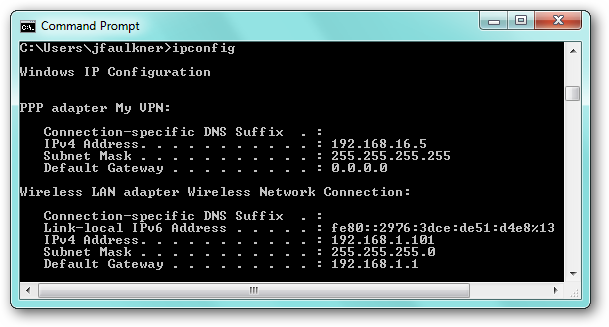 Command Prompt
C:\Users\jfaulkner>ipconfig
Windows IP Configuration
PPP adapter My VPN:
Connection-specific DNS Suffix . :
IPv4 Address. . . . . . . . . . . : 192.168.16.5
Subnet Mask . . . . . . . . . . . : 255.255.255.255
Default Gateway . . . . . . . . . : 0.0.0.0
Wireless LAN adapter Wireless Network Connection:
Connection-specific DNS Suffix . :
Link-local IPv6 Address . . . . . : fe80::2976:3dce:de51:d4e8%13
IPv4 Address. . . . . . . . . . . : 192.168.1.101
Subnet Mask . . . . . . . . . . . : 255.255.255.0
Default Gateway . . . . . . . . . : 192.168.1.1